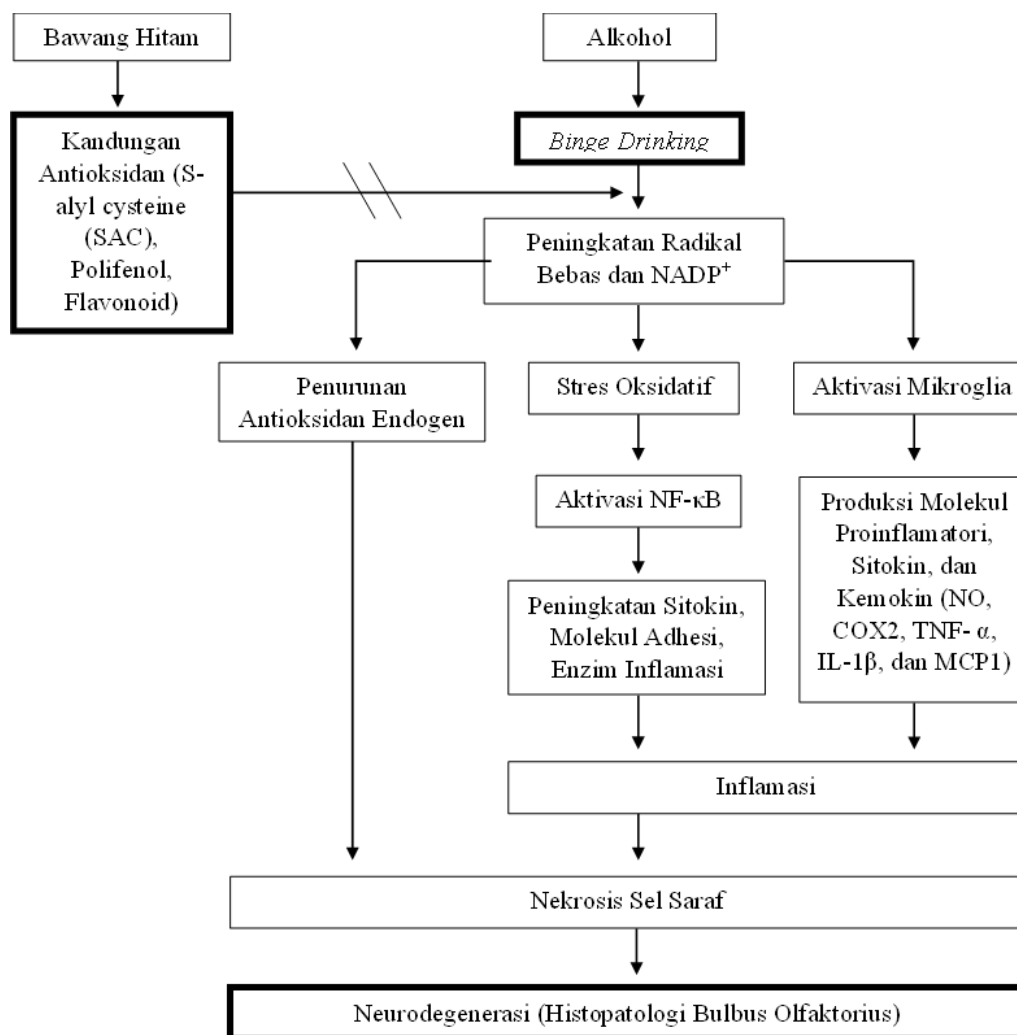 Bawang Hitam
Alkohol
Kandungan
Antioksidan (S-
alyl cysteine
(SAC),
Polifenol,
Flavonoid)
Binge Drinking
Peningkatan Radikal
Bebas dan NADP⁺
Penurunan
Antioksidan Endogen
Stres Oksidatif
Aktivasi Mikroglia
Aktivasi NF-κB
Produksi Molekul
Proinflamatori,
Sitokin, dan
Kemokin (NO,
COX2, TNF- α,
IL-1β, dan MCP1)
Peningkatan Sitokin,
Molekul Adhesi,
Enzim Inflamasi
Inflamasi
Nekrosis Sel Saraf
Neurodegenerasi (Histopatologi Bulbus Olfaktorius)